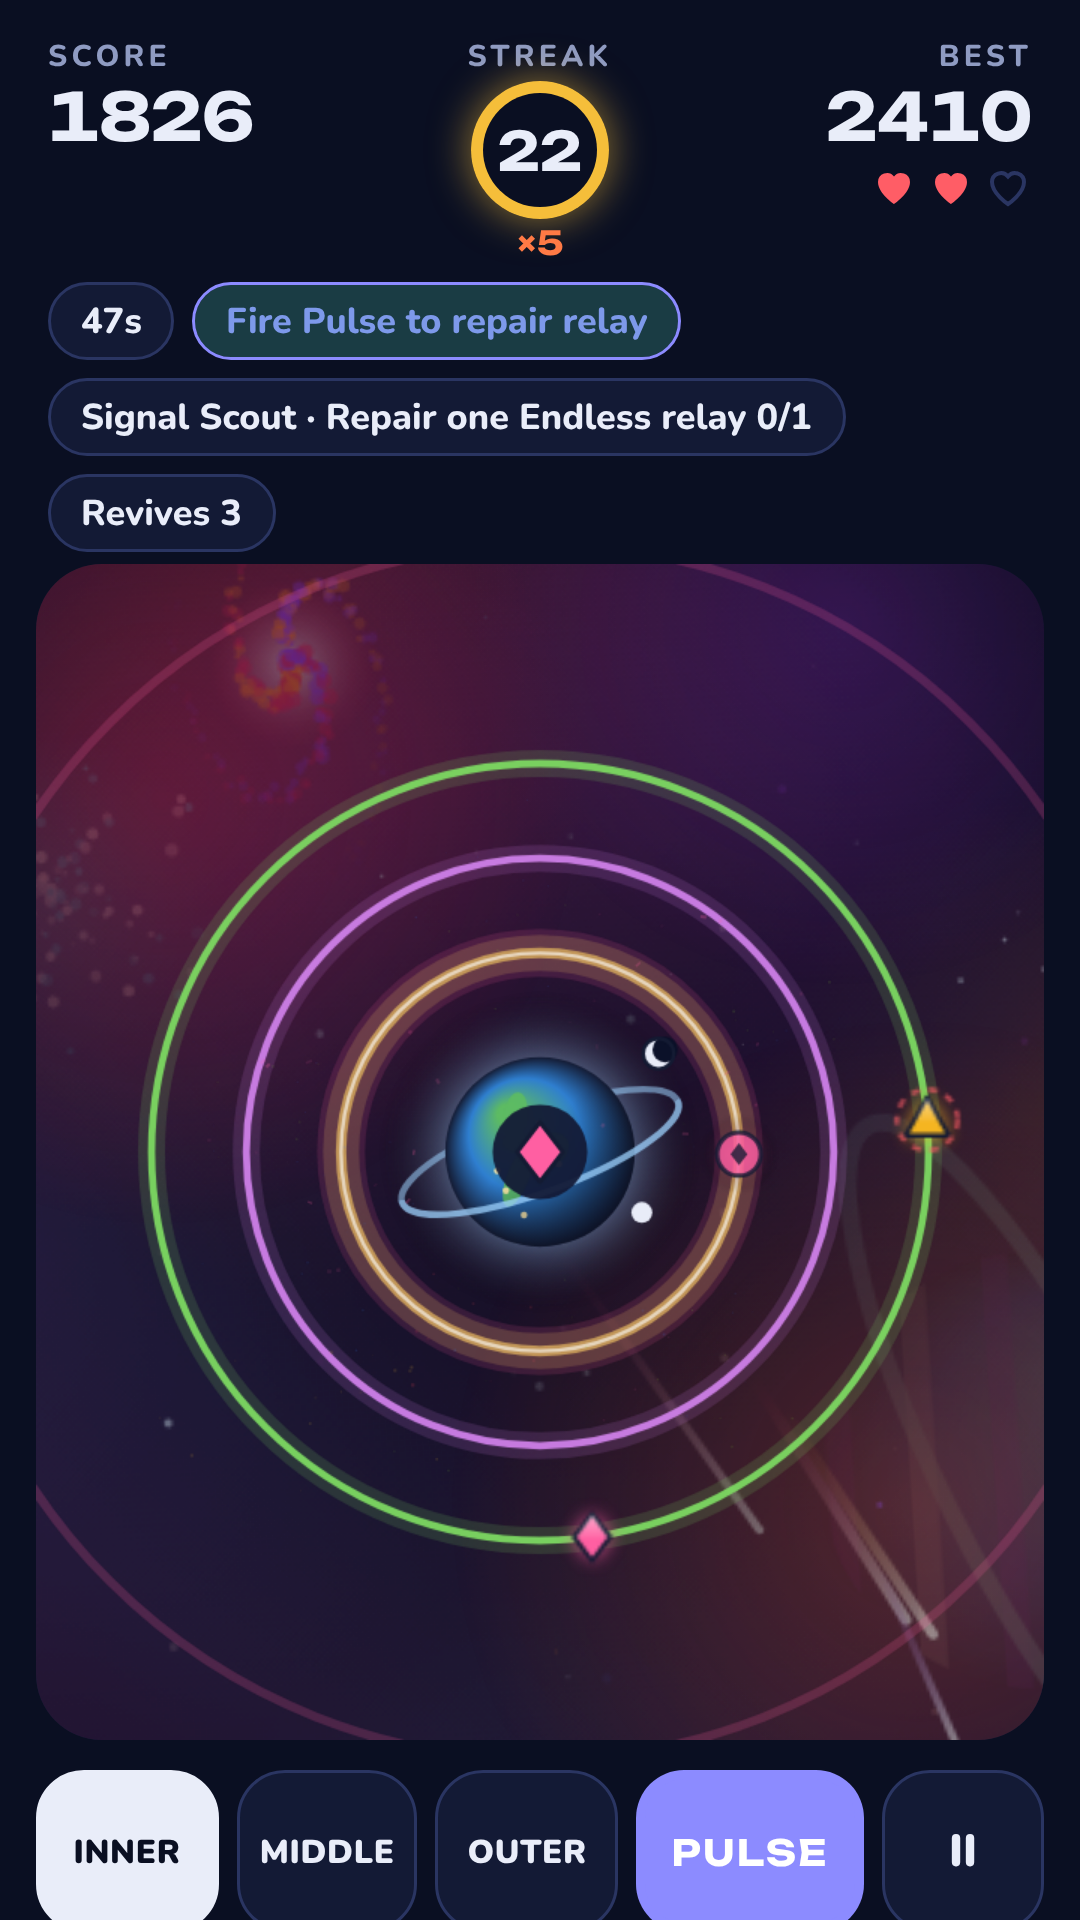 SCORE
STREAK
BEST
1826
22
2410
×5
47s
Fire Pulse to repair relay
Signal Scout · Repair one Endless relay 0/1
Revives 3
INNER
MIDDLE
OUTER
PULSE